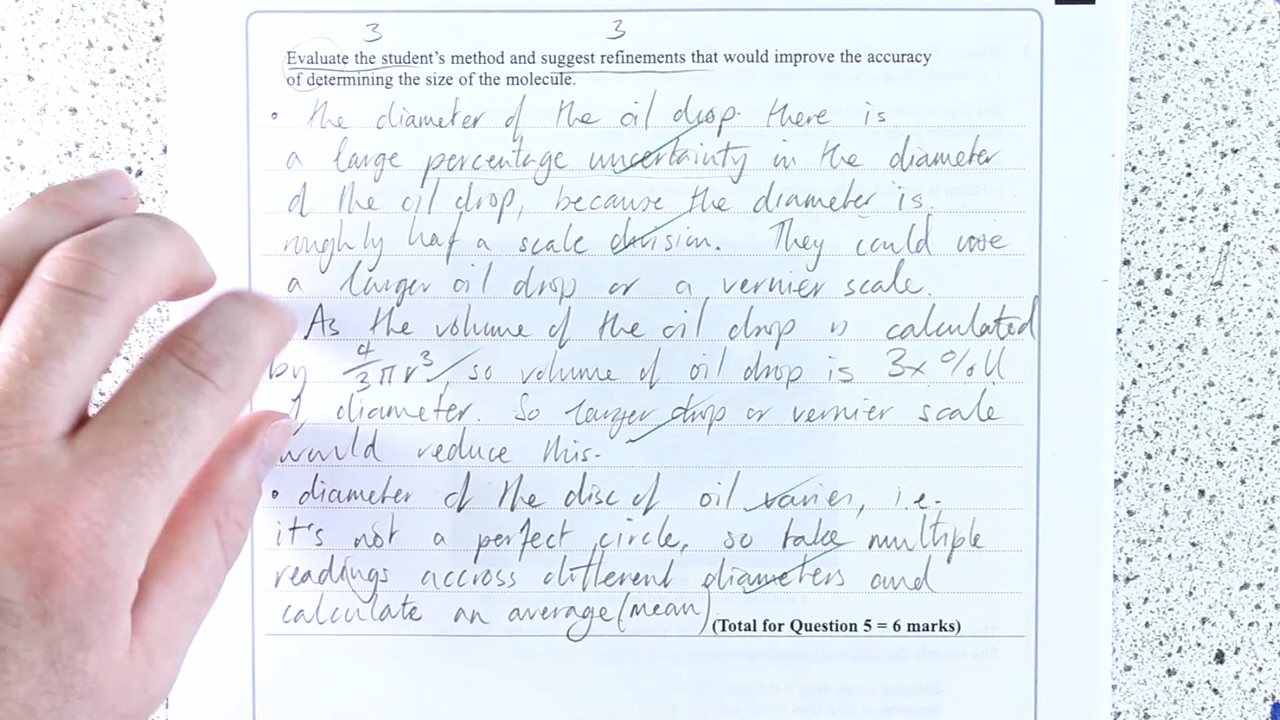 3 3
Evaluate the student's method and suggest refinements that would improve the accuracy
of determining the size of the molecule.
• the diameter of the oil drop. there is
a large percentage uncertainty in the diameter
of the oil drop, because the diameter is
roughly haf a scale division. They could use
a larger oil drop or a vernier scale.
As the volume of the oil drop is calculated
by 4/3 πr³, so volume of oil drop is 3x %U
of diameter. So larger drop or vernier scale
would reduce this.
• diameter of the disc of oil varies, i.e.
it's not a perfect circle, so take multiple
readings accross different diameters and
calculate an average (mean)
(Total for Question 5 = 6 marks)